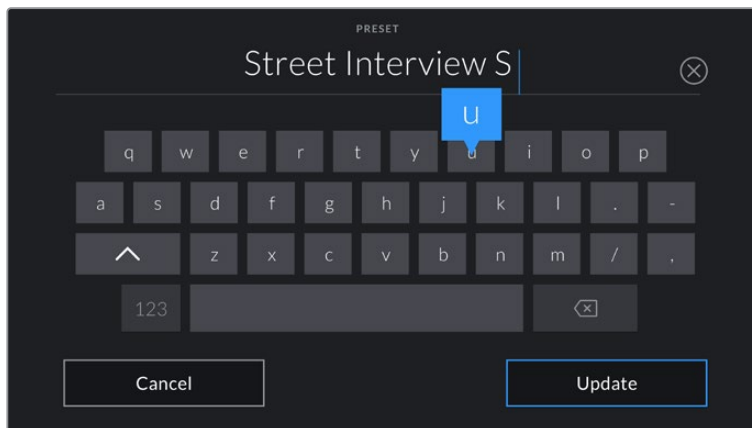 PRESET
Street Interview S
u
q w e r t y u i o p
a s d f g h j k l . -
z x c v b n m / ,
123
Cancel Update